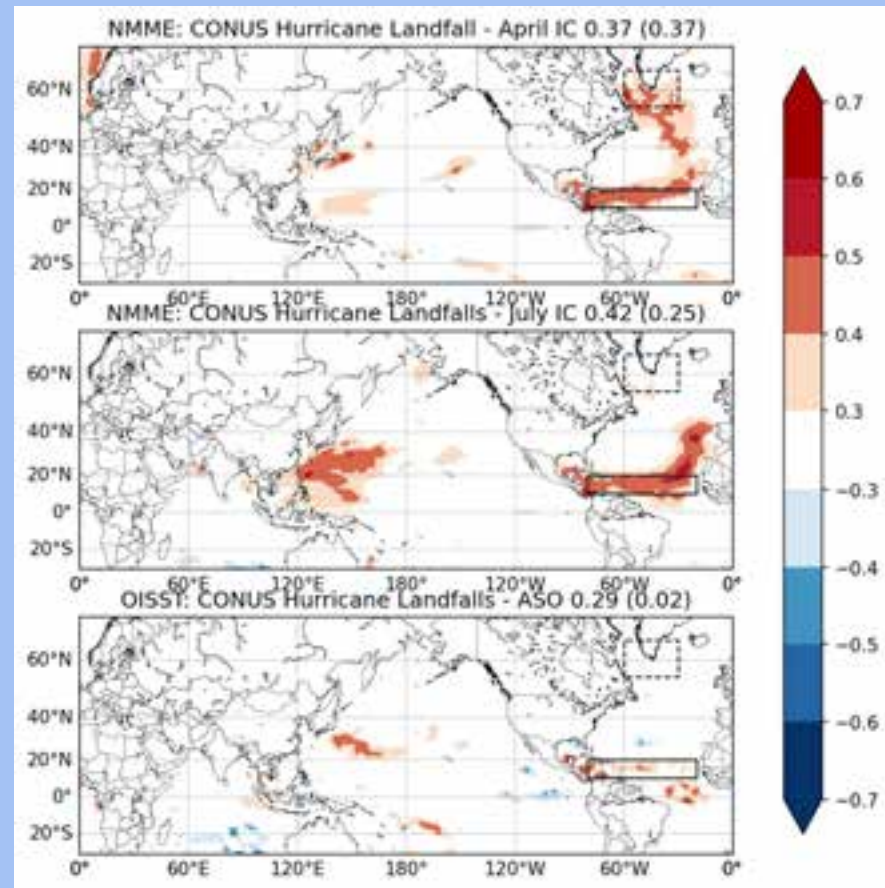 NMME: CONUS Hurricane Landfall - April IC 0.37 (0.37)
60°N
40°N
20°N
0°
20°S
0° 60°E 120°E 180° 120°W 60°W 0°
NMME: CONUS Hurricane Landfalls - July IC 0.42 (0.25)
60°N
40°N
20°N
0°
20°S
0° 60°E 120°E 180° 120°W 60°W 0°
OISST: CONUS Hurricane Landfalls - ASO 0.29 (0.02)
60°N
40°N
20°N
0°
20°S
0° 60°E 120°E 180° 120°W 60°W 0°
0.7
0.6
0.5
0.4
0.3
−0.3
−0.4
−0.5
−0.6
−0.7